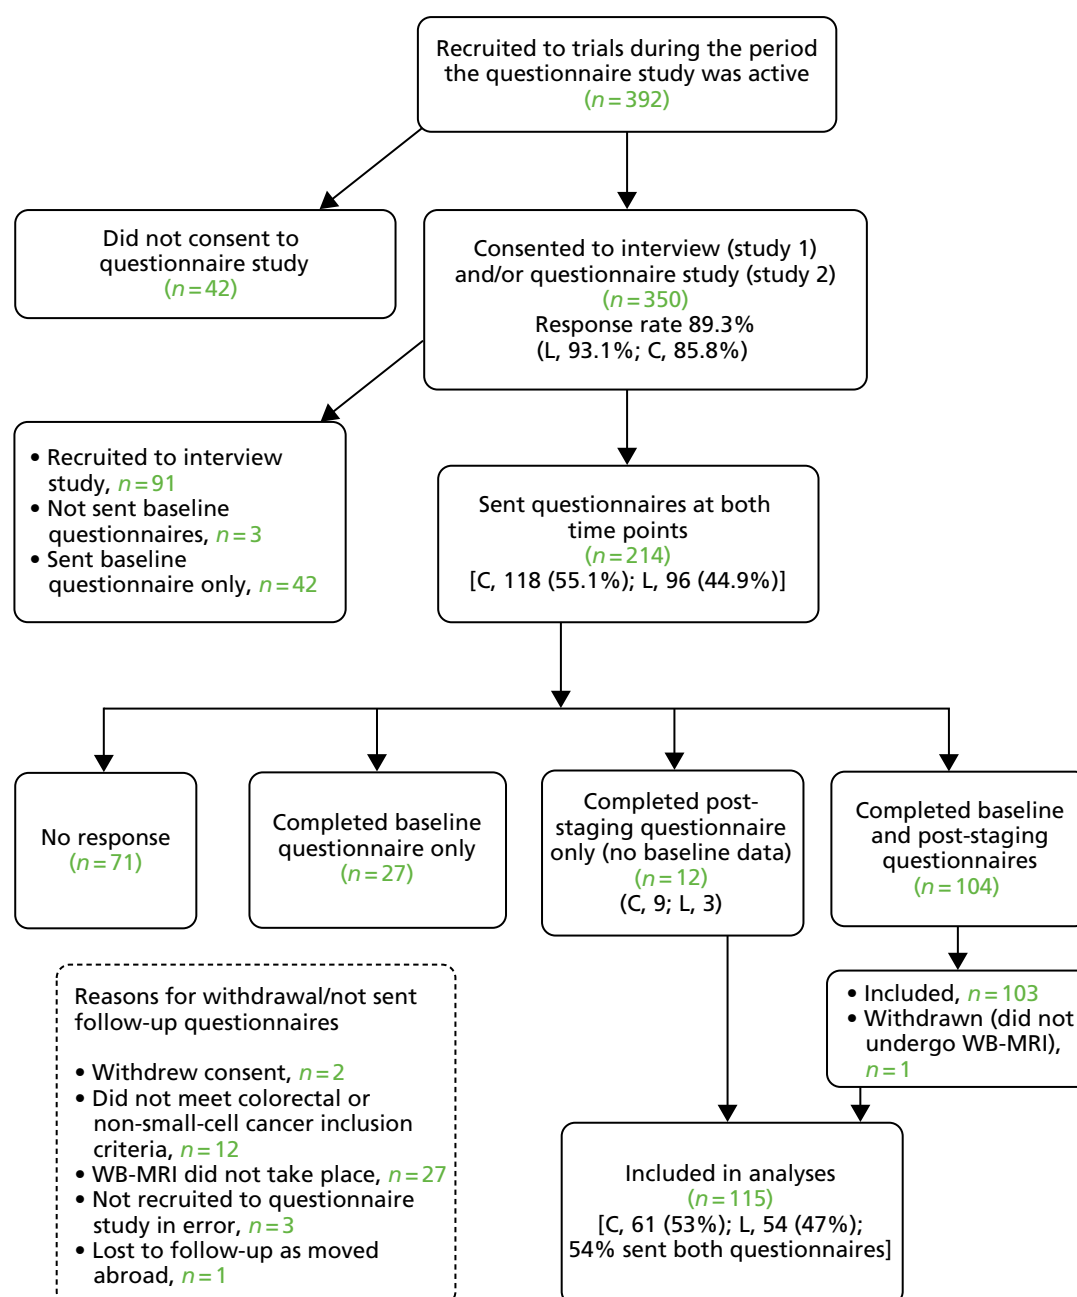 Recruited to trials during the period
the questionnaire study was active
(n=392)
Did not consent to
questionnaire study
(n=42)
Consented to interview (study 1)
and/or questionnaire study (study 2)
(n=350)
Response rate 89.3%
(L, 93.1%; C, 85.8%)
• Recruited to interview
study, n=91
• Not sent baseline
questionnaires, n=3
• Sent baseline
questionnaire only, n=42
Sent questionnaires at both
time points
(n=214)
[C, 118 (55.1%); L, 96 (44.9%)]
No response
(n=71)
Completed baseline
questionnaire only
(n=27)
Completed post-
staging questionnaire
only (no baseline data)
(n=12)
(C, 9; L, 3)
Completed baseline
and post-staging
questionnaires
(n=104)
• Included, n=103
• Withdrawn (did not
undergo WB-MRI),
n=1
Reasons for withdrawal/not sent
follow-up questionnaires
• Withdrew consent, n=2
• Did not meet colorectal or
non-small-cell cancer inclusion
criteria, n=12
• WB-MRI did not take place, n=27
• Not recruited to questionnaire
study in error, n=3
• Lost to follow-up as moved
abroad, n=1
Included in analyses
(n=115)
[C, 61 (53%); L, 54 (47%);
54% sent both questionnaires]